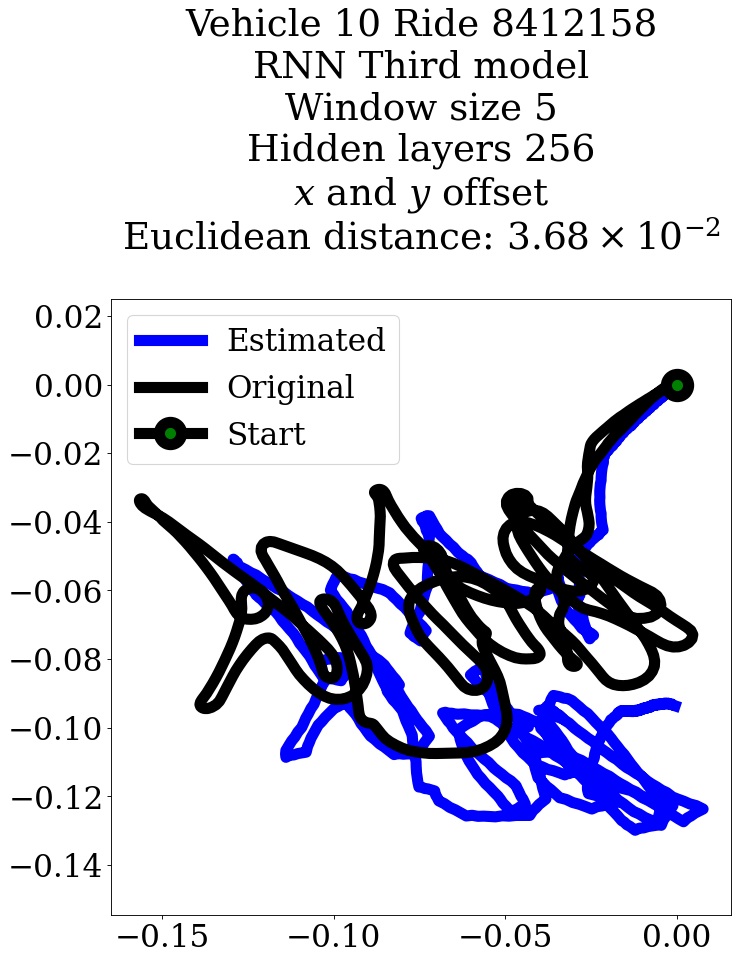 Vehicle 10 Ride 8412158
RNN Third model
Window size 5
Hidden layers 256
x and y offset
Euclidean distance: 3.68 × 10⁻²
Estimated
Original
Start
0.02
0.00
−0.02
−0.04
−0.06
−0.08
−0.10
−0.12
−0.14
−0.15 −0.10 −0.05 0.00